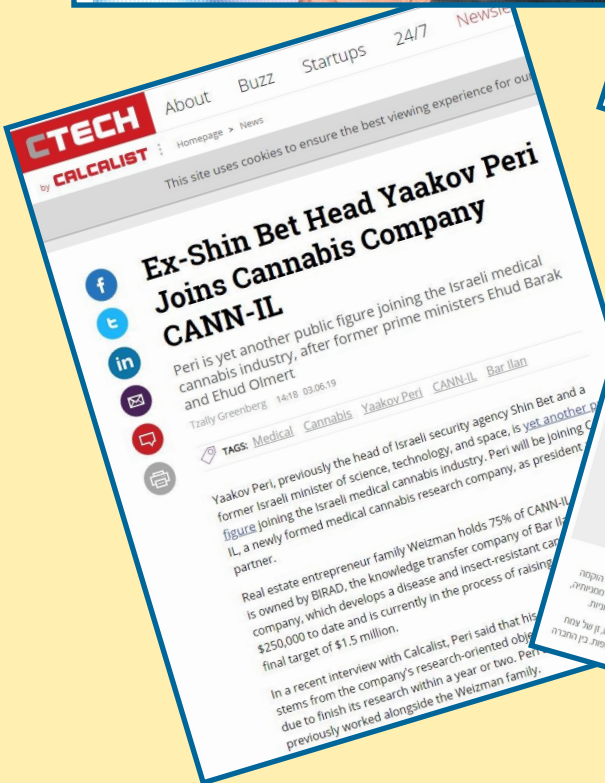 CTECH
by CALCALIST
About Buzz Startups 24/7
Homepage > News
This site uses cookies to ensure the best viewing experience for
Ex-Shin Bet Head Yaakov Peri
Joins Cannabis Company
CANN-IL
Peri is yet another public figure joining the Israeli medical
cannabis industry, after former prime ministers Ehud Barak
and Ehud Olmert
Tzally Greenberg 14:18 03.06.19
TAGS: Medical Cannabis Yaakov Peri CANN-IL Bar Ilan
Yaakov Peri, previously the head of Israeli security agency Shin Bet and a
former Israeli minister of science, technology, and space, is yet another
figure joining the Israeli medical cannabis industry. Peri will be joining
IL, a newly formed medical cannabis research company, as president
partner.
Real estate entrepreneur family Weizman holds 75% of CANN-IL
is owned by BIRAD, the knowledge transfer company of Bar
company, which develops a disease and insect-resistant
$250,000 to date and is currently in the process of raising
final target of $1.5 million.
In a recent interview with Calcalist, Peri said that his
stems from the company's research-oriented
due to finish its research within a year or two.
previously worked alongside the Weizman family.
הוקמה
זן של צמח
בין החברה